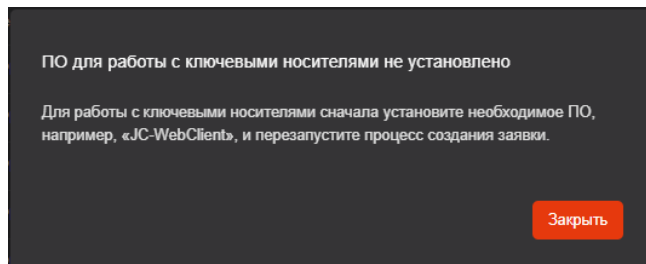 ПО для работы с ключевыми носителями не установлено
Для работы с ключевыми носителями сначала установите необходимое ПО,
например, «JC-WebClient», и перезапустите процесс создания заявки.
Закрыть